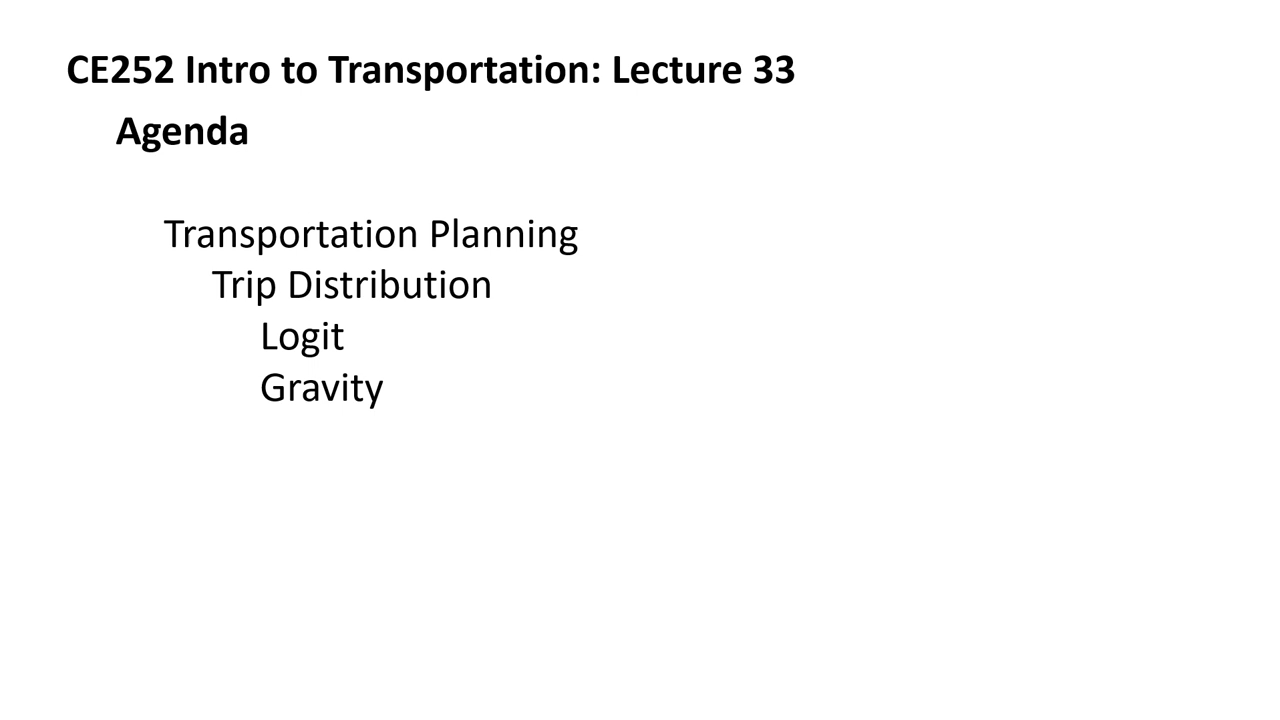 CE252 Intro to Transportation: Lecture 33
Agenda
Transportation Planning
Trip Distribution
Logit
Gravity